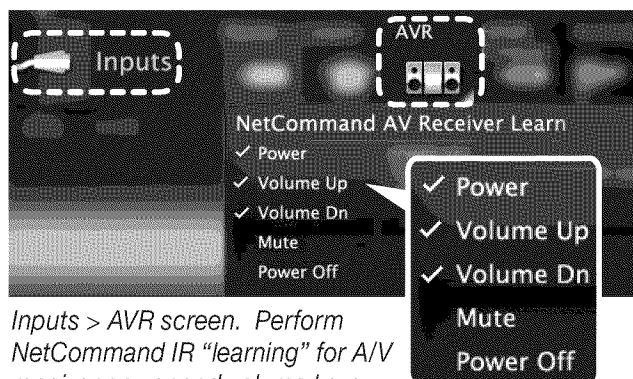 Inputs
AVR
NetCommand AV Receiver Learn
✓ Power
✓ Volume Up
✓ Volume Dn
Mute
Power Off
✓ Power
✓ Volume Up
✓ Volume Dn
Mute
Power Off
Inputs > AVR screen. Perform
NetCommand IR “learning” for A/V